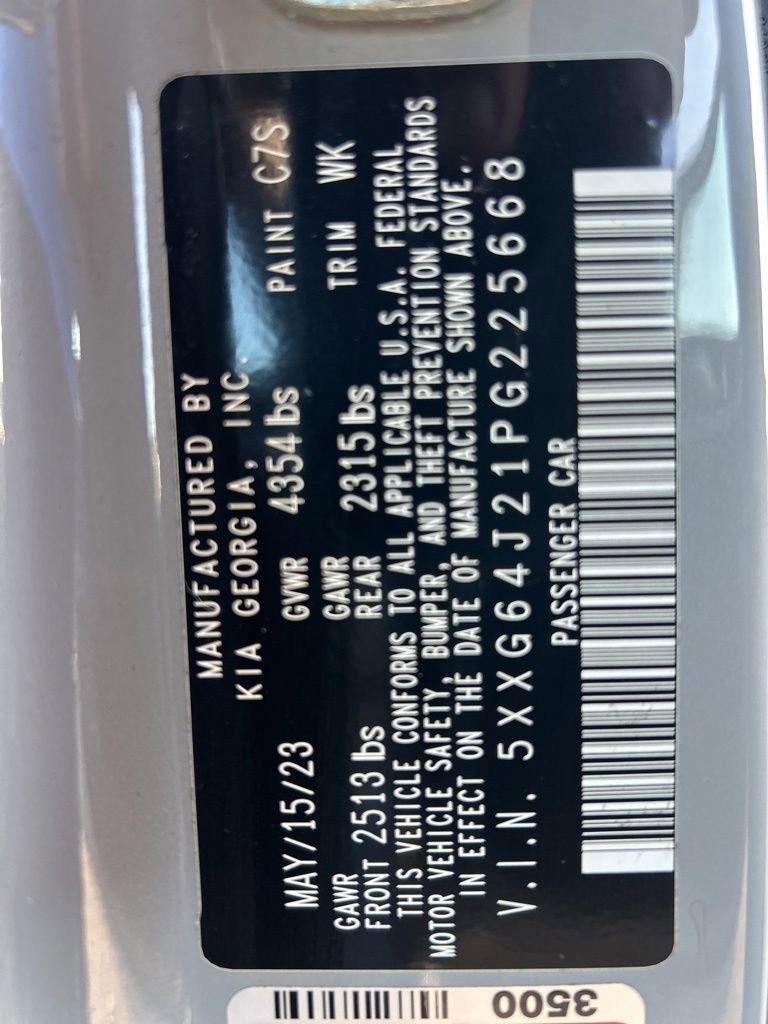 MANUFACTURED BY
KIA GEORGIA, INC.
MAY/15/23 GVWR 4354 lbs PAINT C7S
GAWR FRONT 2513 lbs GAWR REAR 2315 lbs TRIM WK
THIS VEHICLE CONFORMS TO ALL APPLICABLE U.S.A. FEDERAL
MOTOR VEHICLE SAFETY, BUMPER, AND THEFT PREVENTION STANDARDS
IN EFFECT ON THE DATE OF MANUFACTURE SHOWN ABOVE.
V.I.N. 5XXG64J21PG225668
PASSENGER CAR
3500